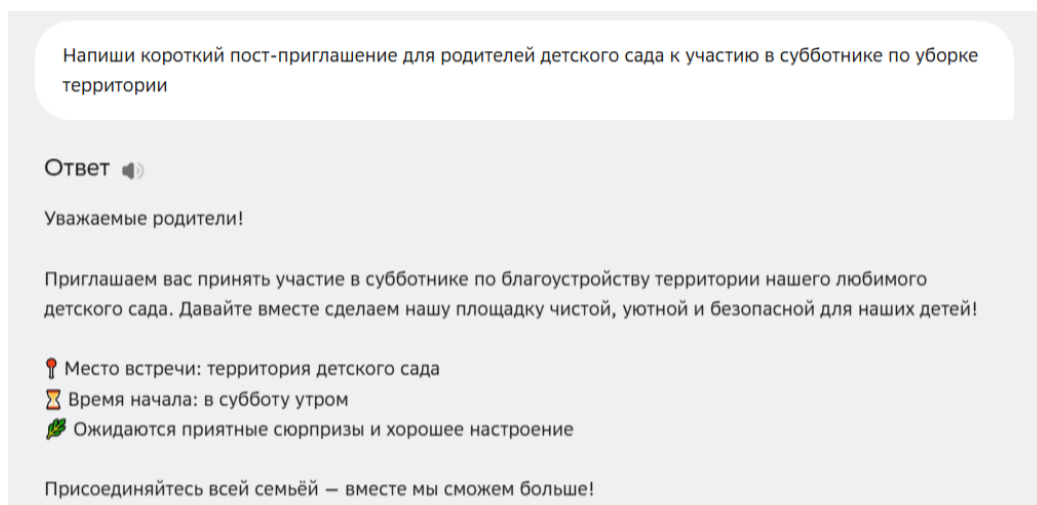 Напиши короткий пост-приглашение для родителей детского сада к участию в субботнике по уборке
территории
Ответ
Уважаемые родители!
Приглашаем вас принять участие в субботнике по благоустройству территории нашего любимого
детского сада. Давайте вместе сделаем нашу площадку чистой, уютной и безопасной для наших детей!
📍 Место встречи: территория детского сада
⏳ Время начала: в субботу утром
🌿 Ожидаются приятные сюрпризы и хорошее настроение
Присоединяйтесь всей семьёй — вместе мы сможем больше!